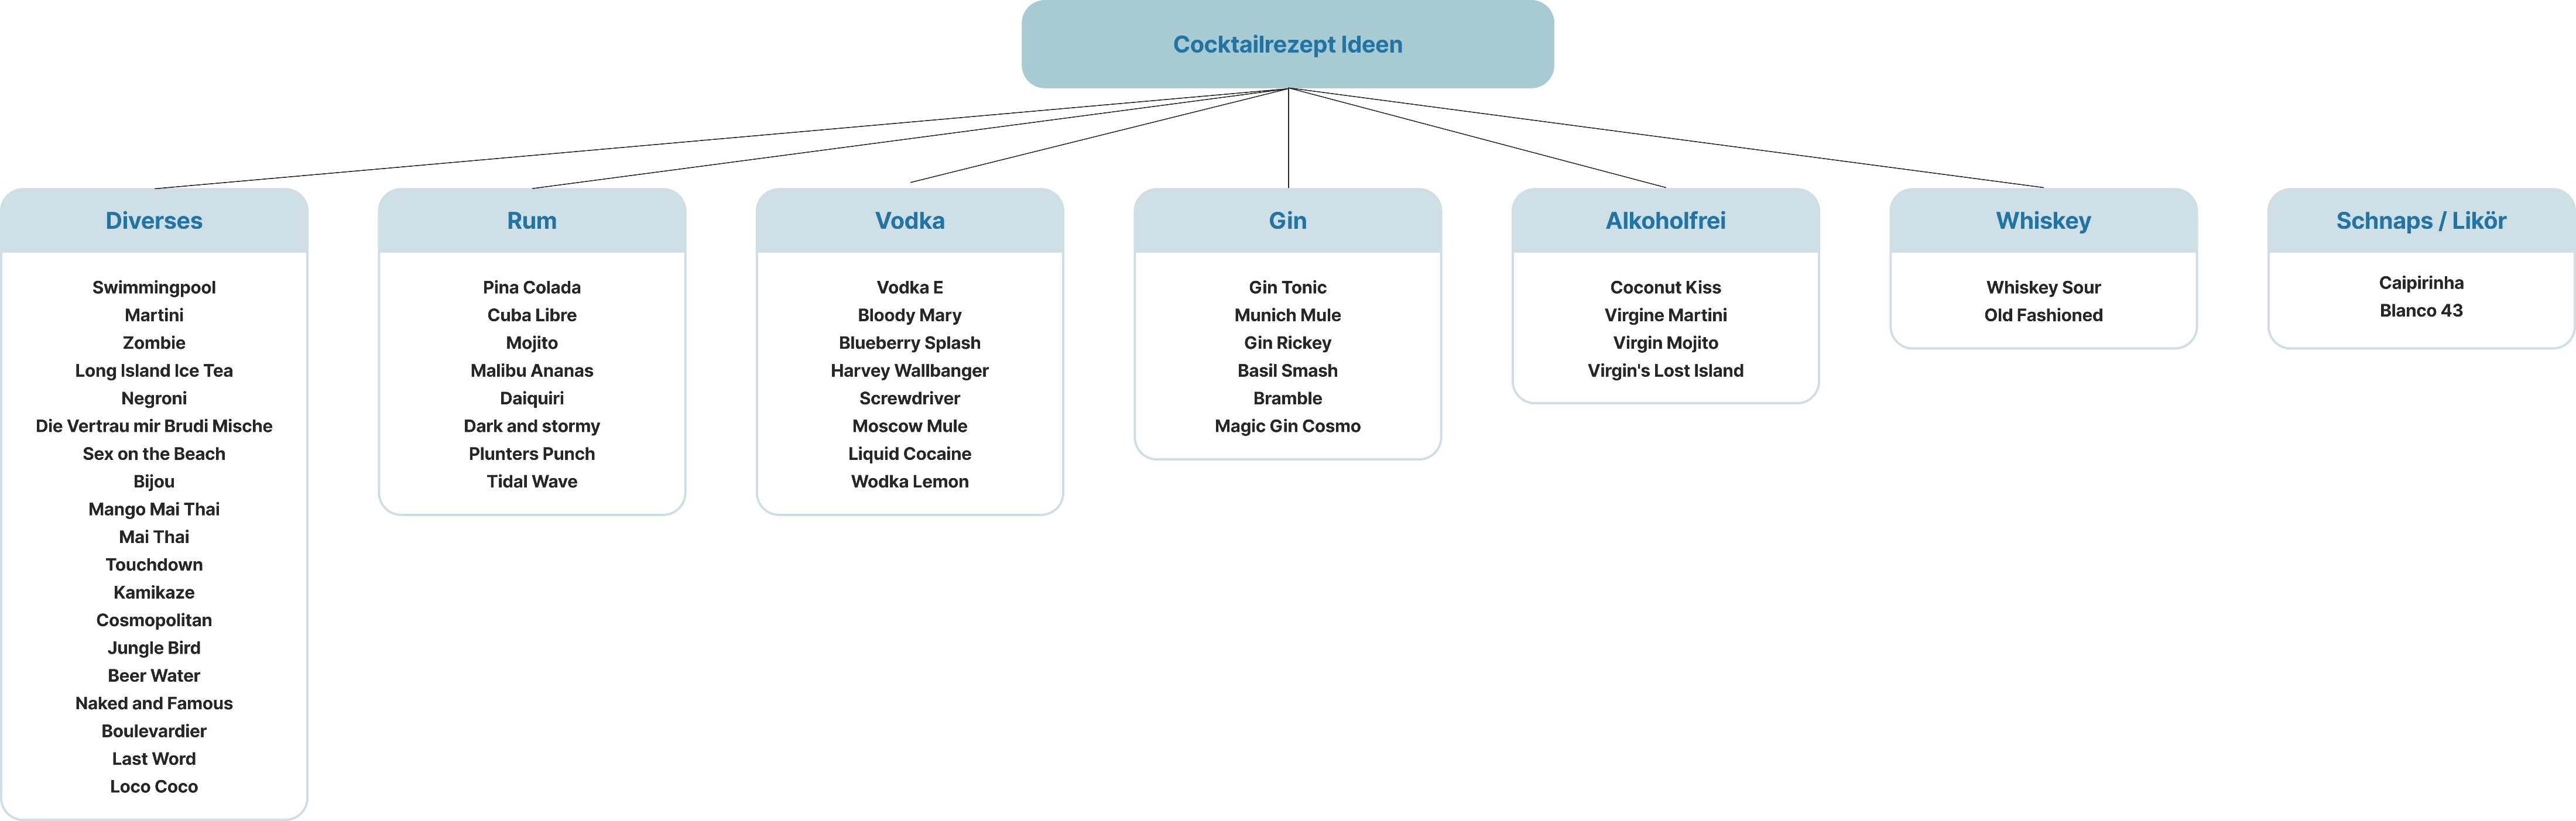 Cocktailrezept Ideen
Diverses
Swimmingpool
Martini
Zombie
Long Island Ice Tea
Negroni
Die Vertrau mir Brudi Mische
Sex on the Beach
Bijou
Mango Mai Thai
Mai Thai
Touchdown
Kamikaze
Cosmopolitan
Jungle Bird
Beer Water
Naked and Famous
Boulevardier
Last Word
Loco Coco
Rum
Pina Colada
Cuba Libre
Mojito
Malibu Ananas
Daiquiri
Dark and stormy
Plunters Punch
Tidal Wave
Vodka
Vodka E
Bloody Mary
Blueberry Splash
Harvey Wallbanger
Screwdriver
Moscow Mule
Liquid Cocaine
Wodka Lemon
Gin
Gin Tonic
Munich Mule
Gin Rickey
Basil Smash
Bramble
Magic Gin Cosmo
Alkoholfrei
Coconut Kiss
Virgine Martini
Virgin Mojito
Virgin's Lost Island
Whiskey
Whiskey Sour
Old Fashioned
Schnaps / Likör
Caipirinha
Blanco 43